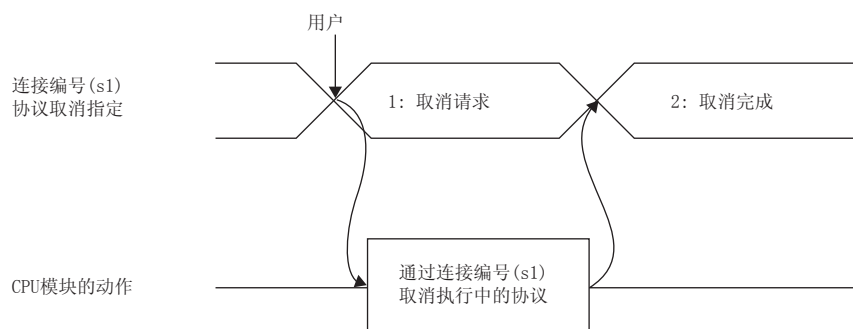 用户
连接编号(s1)
协议取消指定
1: 取消请求
2: 取消完成
CPU模块的动作
通过连接编号(s1)
取消执行中的协议